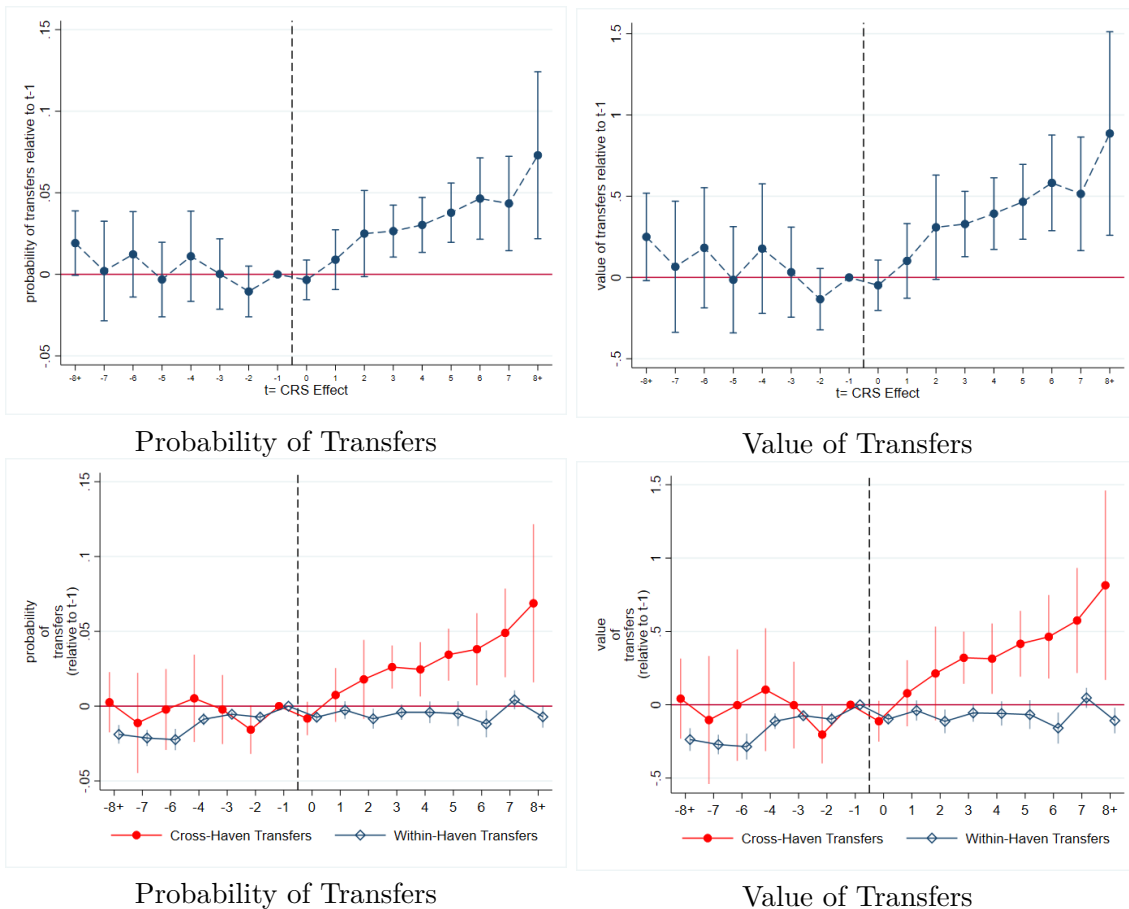 probability of transfers relative to t-1
.15
.1
.05
0
-.05
-8+ -7 -6 -5 -4 -3 -2 -1 0 1 2 3 4 5 6 7 8+
t= CRS Effect
Probability of Transfers
value of transfers relative to t-1
1.5
1
.5
0
-.5
-8+ -7 -6 -5 -4 -3 -2 -1 0 1 2 3 4 5 6 7 8+
t= CRS Effect
Value of Transfers
probability
of
transfers
(relative to t-1)
.15
.1
.05
0
-.05
-8+ -7 -6 -4 -3 -2 -1 0 1 2 3 4 5 6 7 8+
Cross-Haven Transfers Within-Haven Transfers
Probability of Transfers
value
of
transfers
(relative to t-1)
1.5
1
.5
0
-.5
-8+ -7 -6 -4 -3 -2 -1 0 1 2 3 4 5 6 7 8+
Cross-Haven Transfers Within-Haven Transfers
Value of Transfers